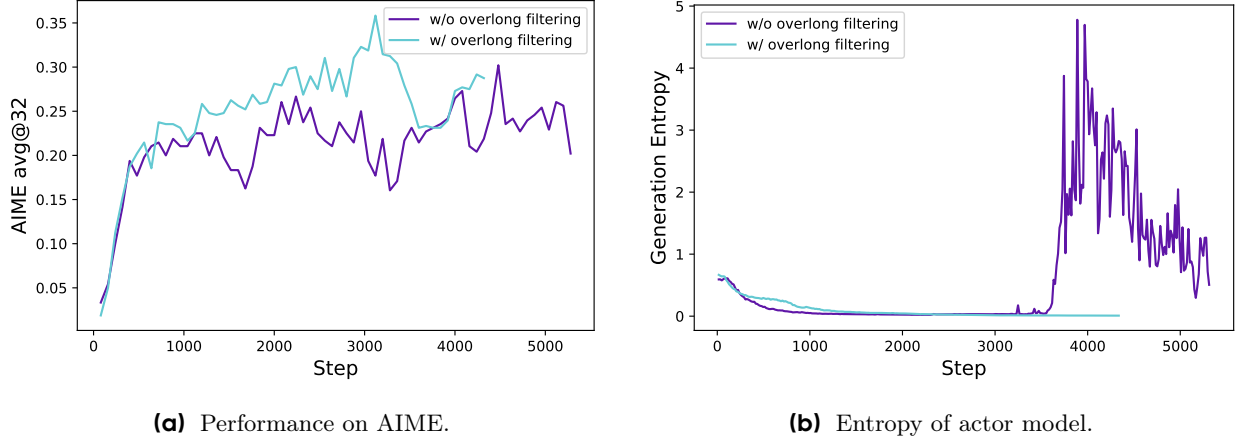 w/o overlong filtering
w/ overlong filtering
0.35
0.30
0.25
0.20
0.15
0.10
0.05
AIME avg@32
0 1000 2000 3000 4000 5000
Step
(a) Performance on AIME.
w/o overlong filtering
w/ overlong filtering
5
4
3
2
1
0
Generation Entropy
0 1000 2000 3000 4000 5000
Step
(b) Entropy of actor model.